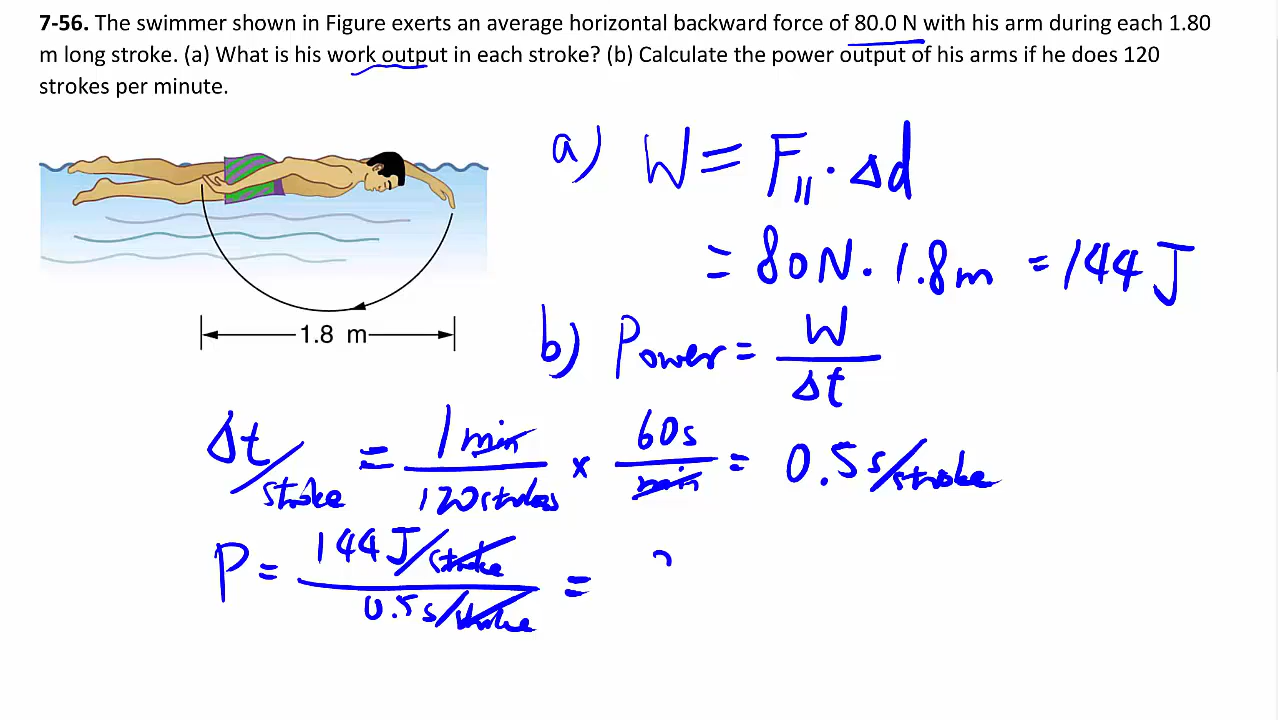 7-56. The swimmer shown in Figure exerts an average horizontal backward force of 80.0 N with his arm during each 1.80
m long stroke. (a) What is his work output in each stroke? (b) Calculate the power output of his arms if he does 120
strokes per minute.
a) W = F∥ · Δd
= 80N · 1.8m = 144 J
1.8 m
b) Power = W/Δt
Δt/stroke = 1 min/120 strokes × 60s/min = 0.5 s/stroke
P = 144 J/stroke / 0.5 s/stroke =